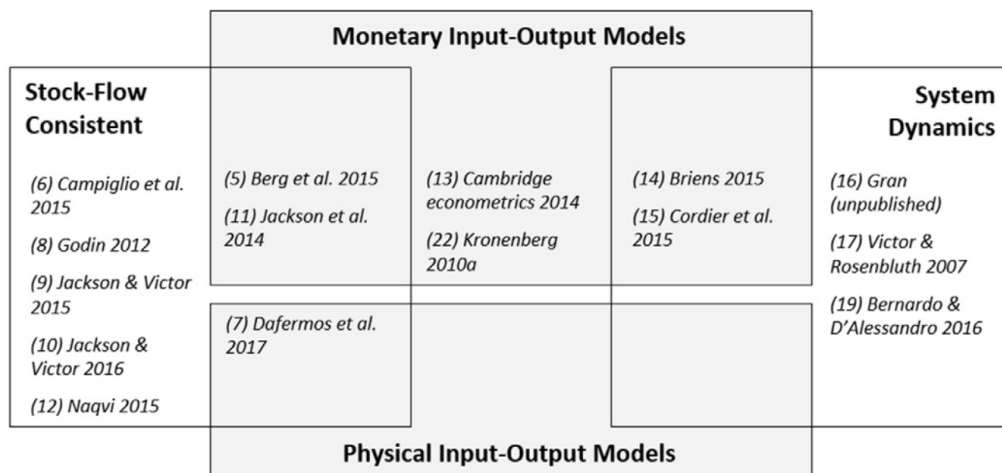 Monetary Input-Output Models
Stock-Flow
Consistent
(6) Campiglio et al.
2015
(8) Godin 2012
(9) Jackson & Victor
2015
(10) Jackson &
Victor 2016
(12) Naqvi 2015
(5) Berg et al. 2015
(11) Jackson et al.
2014
(13) Cambridge
econometrics 2014
(22) Kronenberg
2010a
(14) Briens 2015
(15) Cordier et al.
2015
System
Dynamics
(16) Gran
(unpublished)
(17) Victor &
Rosenbluth 2007
(19) Bernardo &
D'Alessandro 2016
(7) Dafermos et al.
2017
Physical Input-Output Models